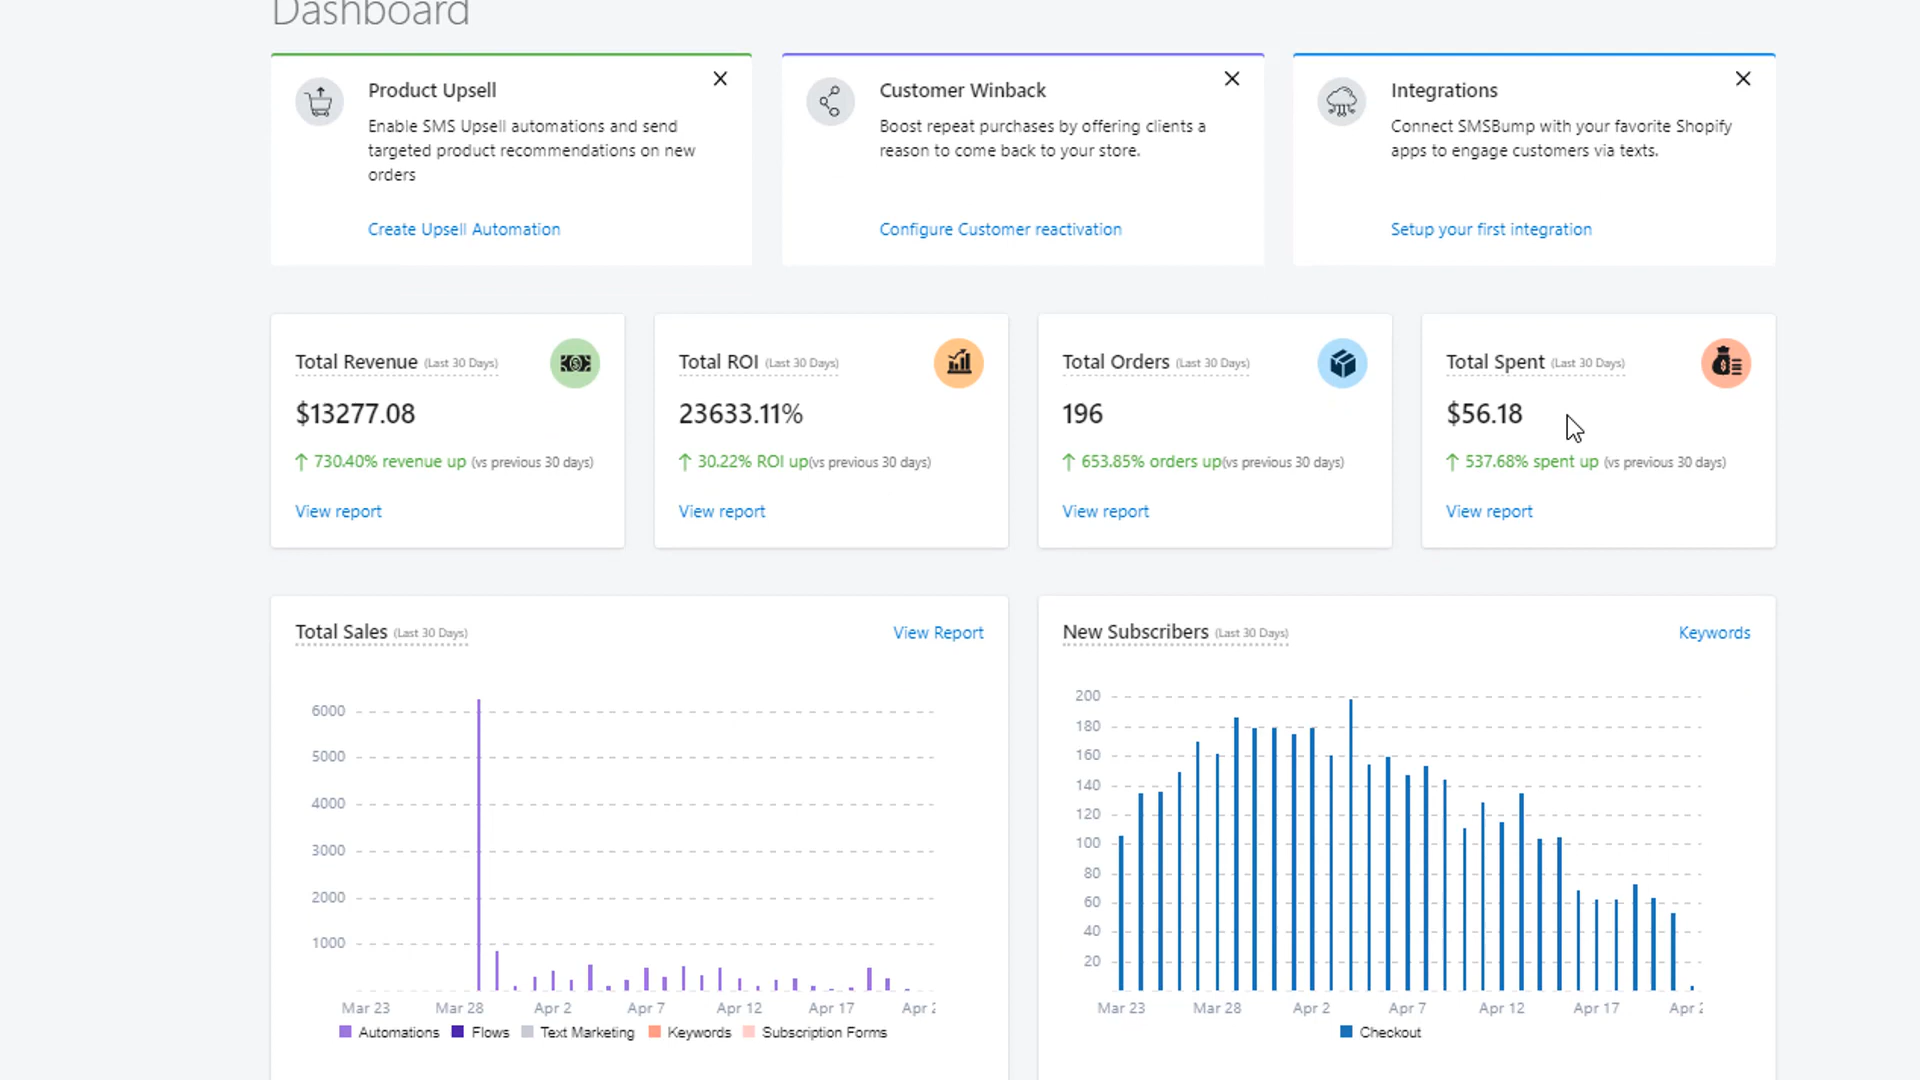 Dashboard
Product Upsell
Enable SMS Upsell automations and send
targeted product recommendations on new
orders
Create Upsell Automation
Customer Winback
Boost repeat purchases by offering clients a
reason to come back to your store.
Configure Customer reactivation
Integrations
Connect SMSBump with your favorite Shopify
apps to engage customers via texts.
Setup your first integration
Total Revenue (Last 30 Days)
$13277.08
↑ 730.40% revenue up (vs previous 30 days)
View report
Total ROI (Last 30 Days)
23633.11%
↑ 30.22% ROI up(vs previous 30 days)
View report
Total Orders (Last 30 Days)
196
↑ 653.85% orders up(vs previous 30 days)
View report
Total Spent (Last 30 Days)
$56.18
↑ 537.68% spent up (vs previous 30 days)
View report
Total Sales (Last 30 Days)
View Report
6000
5000
4000
3000
2000
1000
Mar 23 Mar 28 Apr 2 Apr 7 Apr 12 Apr 17 Apr
Automations Flows Text Marketing Keywords Subscription Forms
New Subscribers (Last 30 Days)
Keywords
200
180
160
140
120
100
80
60
40
20
Mar 23 Mar 28 Apr 2 Apr 7 Apr 12 Apr 17 Apr
Checkout